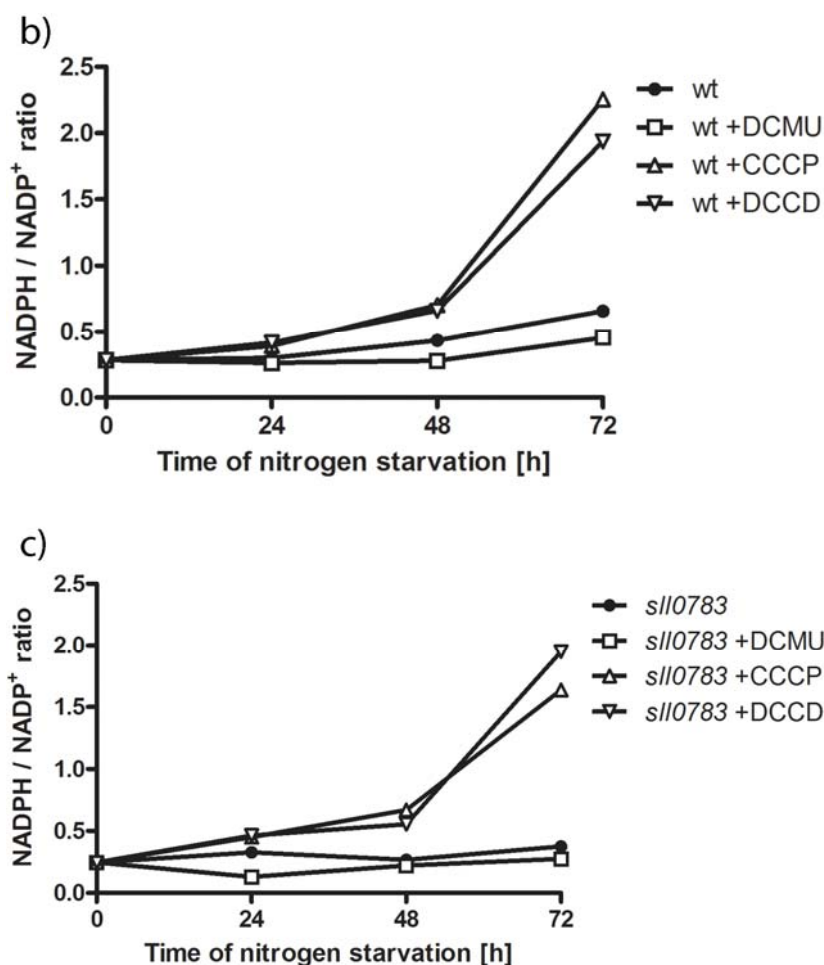 b)
NADPH / NADP+ ratio
2.5
2.0
1.5
1.0
0.5
0.0
0 24 48 72
Time of nitrogen starvation [h]
wt
wt +DCMU
wt +CCCP
wt +DCCD
c)
NADPH / NADP+ ratio
2.5
2.0
1.5
1.0
0.5
0.0
0 24 48 72
Time of nitrogen starvation [h]
sll0783
sll0783 +DCMU
sll0783 +CCCP
sll0783 +DCCD